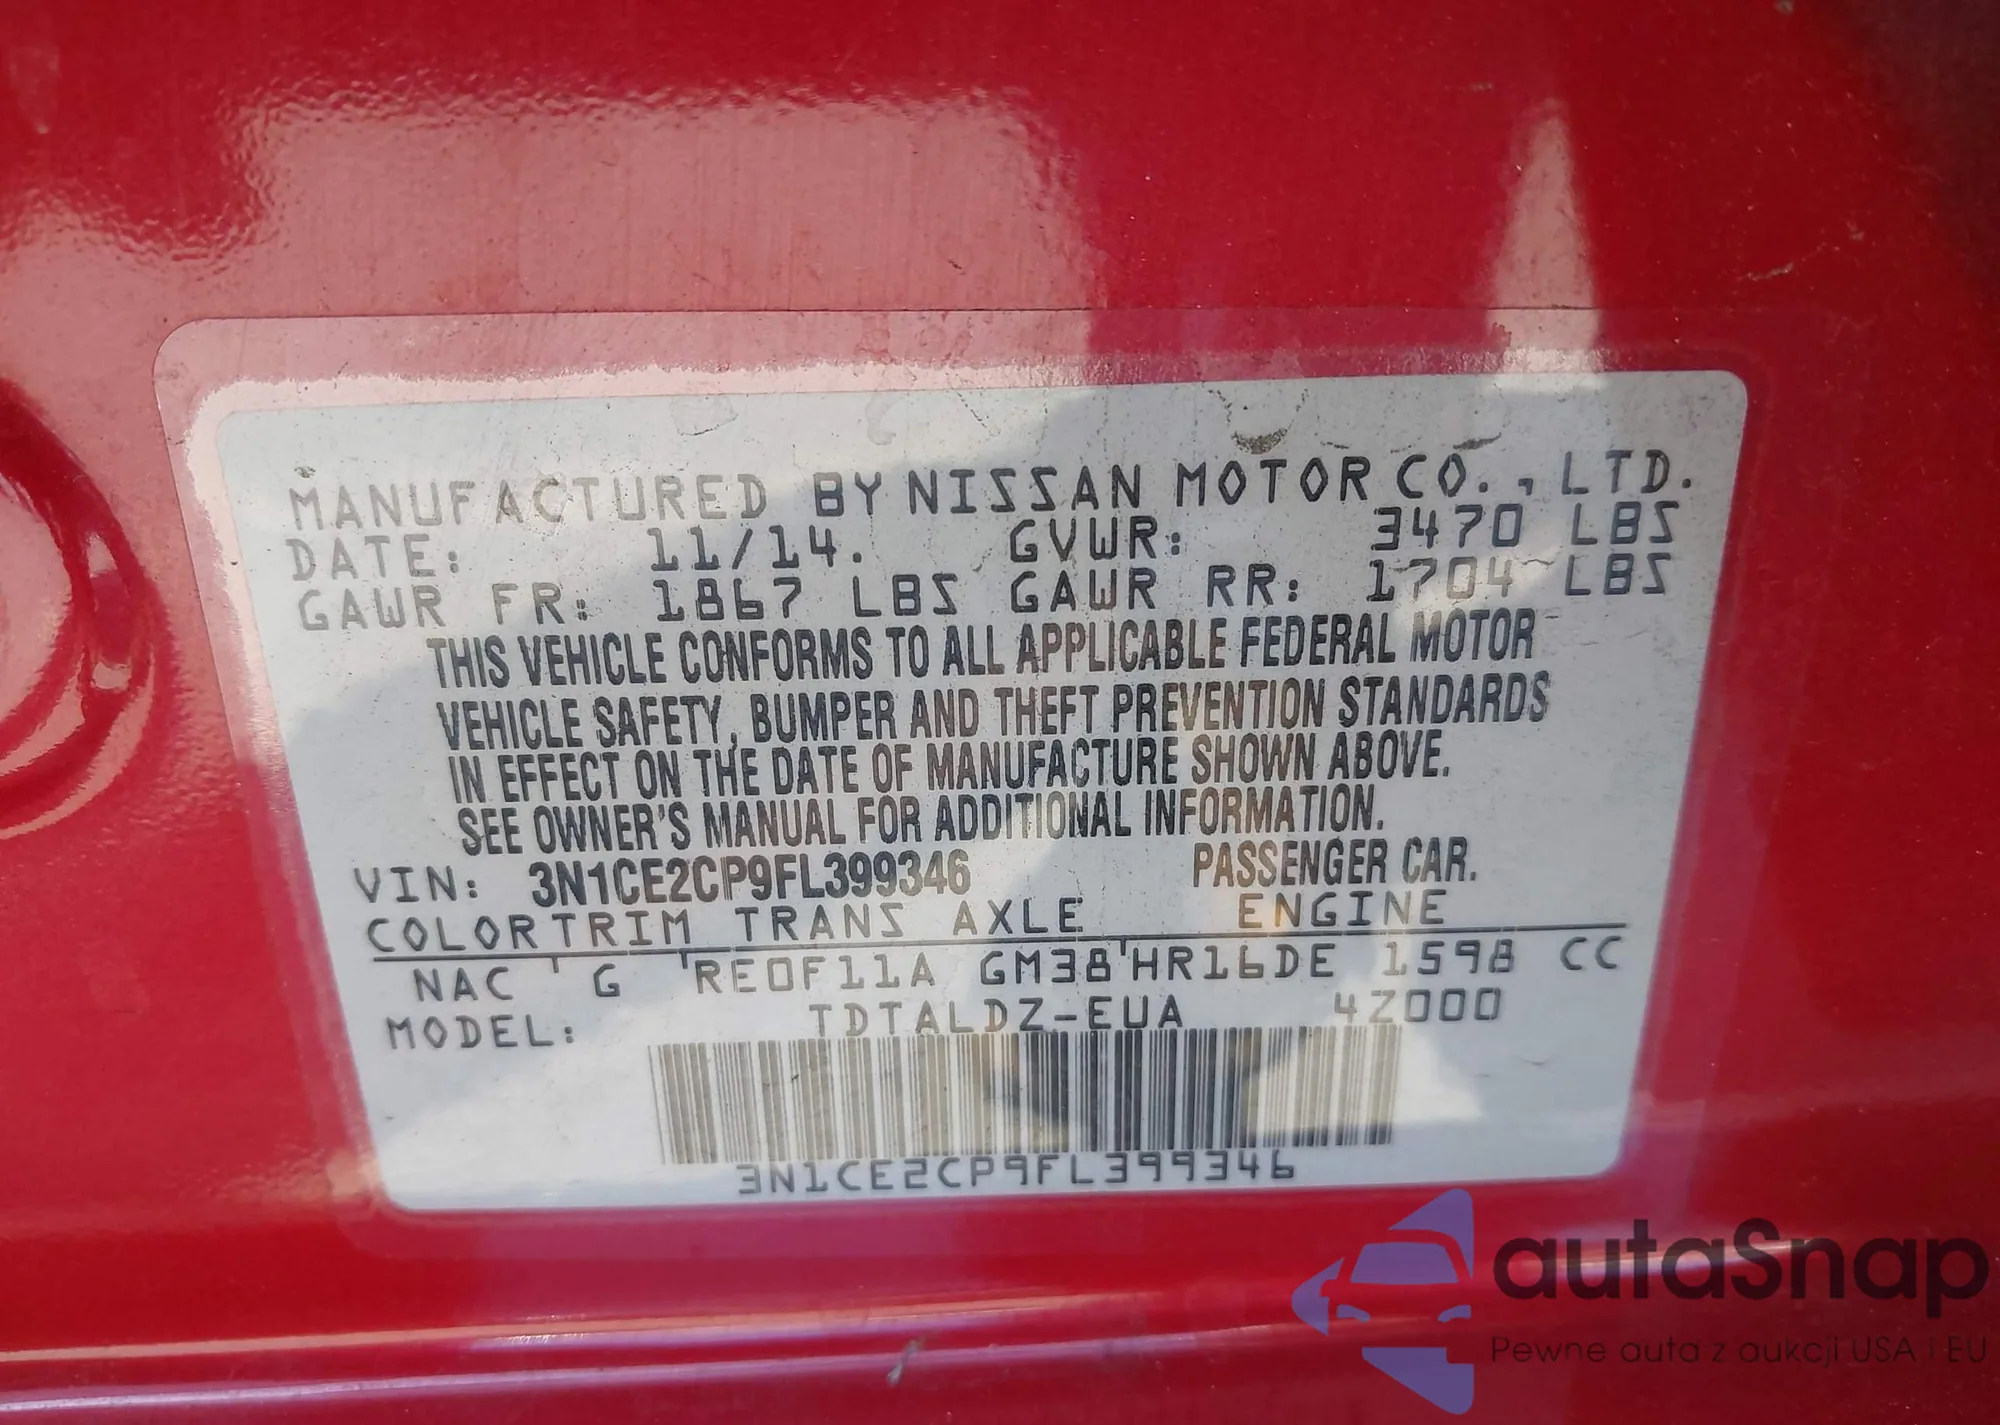 MANUFACTURED BY NISSAN MOTOR CO., LTD.
DATE: 11/14. GVWR: 3470 LBS
GAWR FR: 1867 LBS GAWR RR: 1704 LBS
THIS VEHICLE CONFORMS TO ALL APPLICABLE FEDERAL MOTOR
VEHICLE SAFETY, BUMPER AND THEFT PREVENTION STANDARDS
IN EFFECT ON THE DATE OF MANUFACTURE SHOWN ABOVE.
SEE OWNER'S MANUAL FOR ADDITIONAL INFORMATION.
VIN: 3N1CE2CP9FL399346 PASSENGER CAR.
COLOR TRIM TRANS AXLE ENGINE
NAC G RE0F11A GM38 HR16DE 1598 CC
MODEL: TDTALDZ-EUA 4Z000
3N1CE2CP9FL399346
autaSnap
Pewne auta z aukcji USA i EU